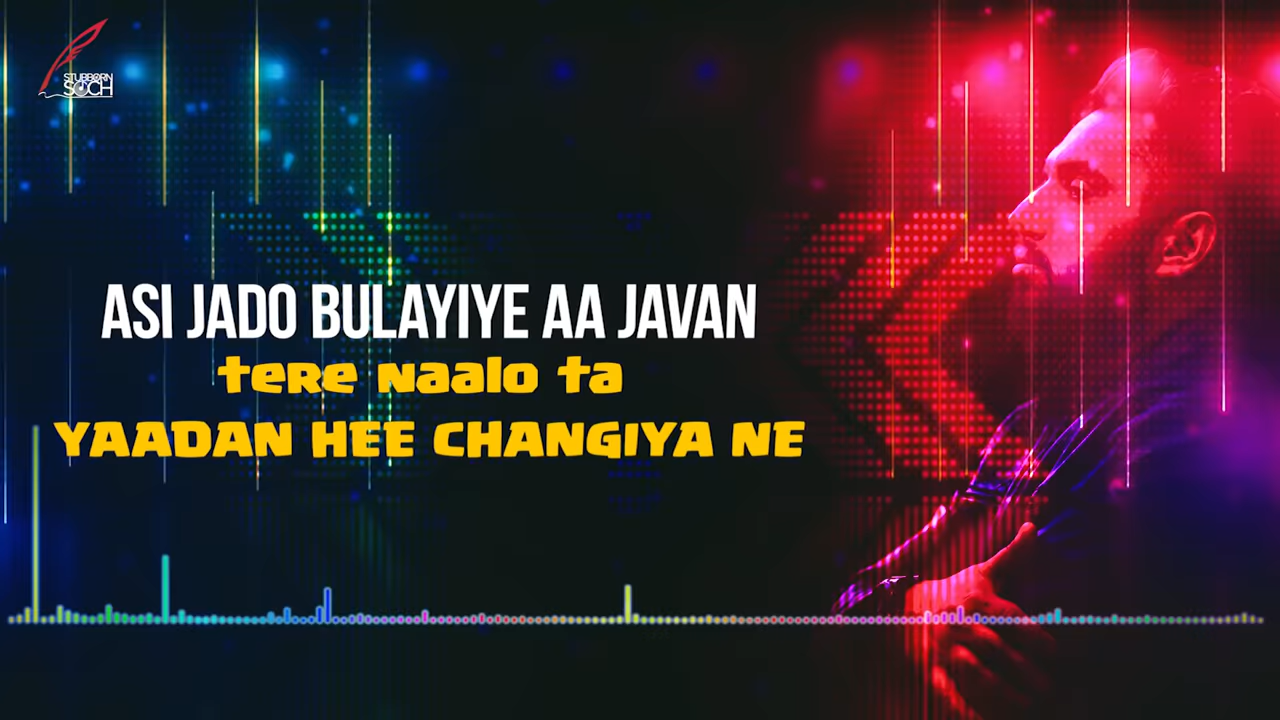 STUBBORN
SOCH
ASI JADO BULAYIYE AA JAVAN
tere naalo ta
YAADAN HEE CHANGIYA NE